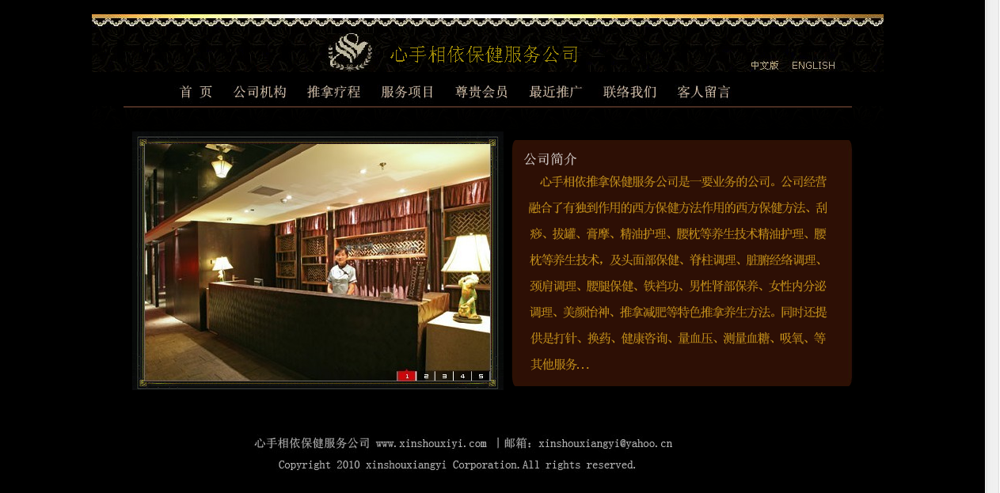 心手相依保健服务公司
中文版 ENGLISH
首 页 公司机构 推拿疗程 服务项目 尊贵会员 最近推广 联络我们 客人留言
公司简介
心手相依推拿保健服务公司是一要业务的公司。公司经营
融合了有独到作用的西方保健方法作用的西方保健方法、刮
痧、拔罐、膏摩、精油护理、腰枕等养生技术精油护理、腰
枕等养生技术，及头面部保健、脊柱调理、脏腑经络调理、
颈肩调理、腰腿保健、铁裆功、男性肾部保养、女性内分泌
调理、美颜怡神、推拿减肥等特色推拿养生方法。同时还提
供是打针、换药、健康咨询、量血压、测量血糖、吸氧、等
其他服务...
1 2 3 4 5
心手相依保健服务公司 www.xinshouxiyi.com | 邮箱：xinshouxiangyi@yahoo.cn
Copyright 2010 xinshouxiangyi Corporation.All rights reserved.